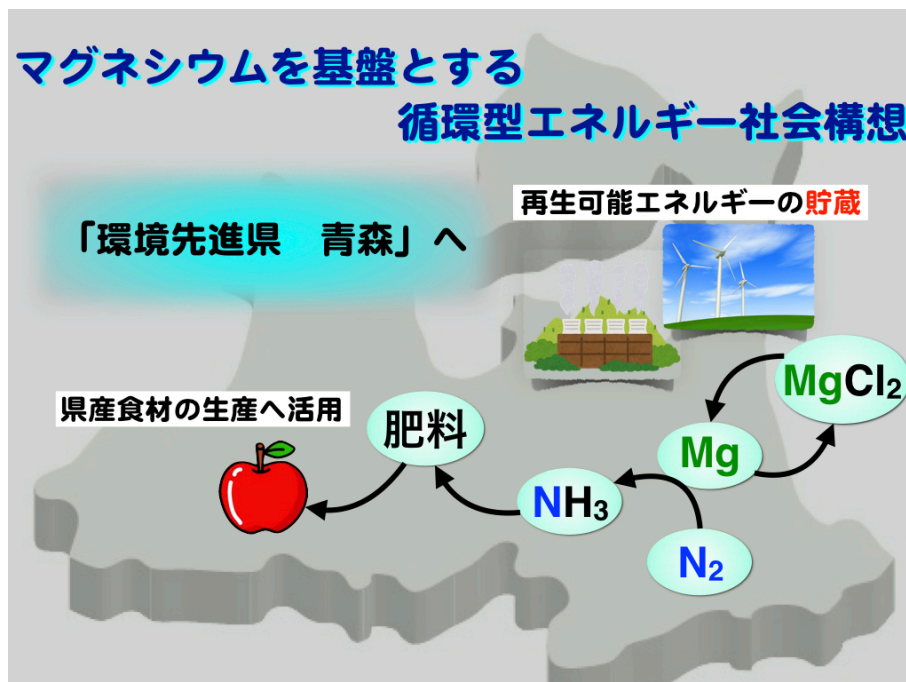 マグネシウムを基盤とする
循環型エネルギー社会構想
「環境先進県　青森」へ
再生可能エネルギーの貯蔵
MgCl₂
県産食材の生産へ活用
肥料
Mg
NH₃
N₂